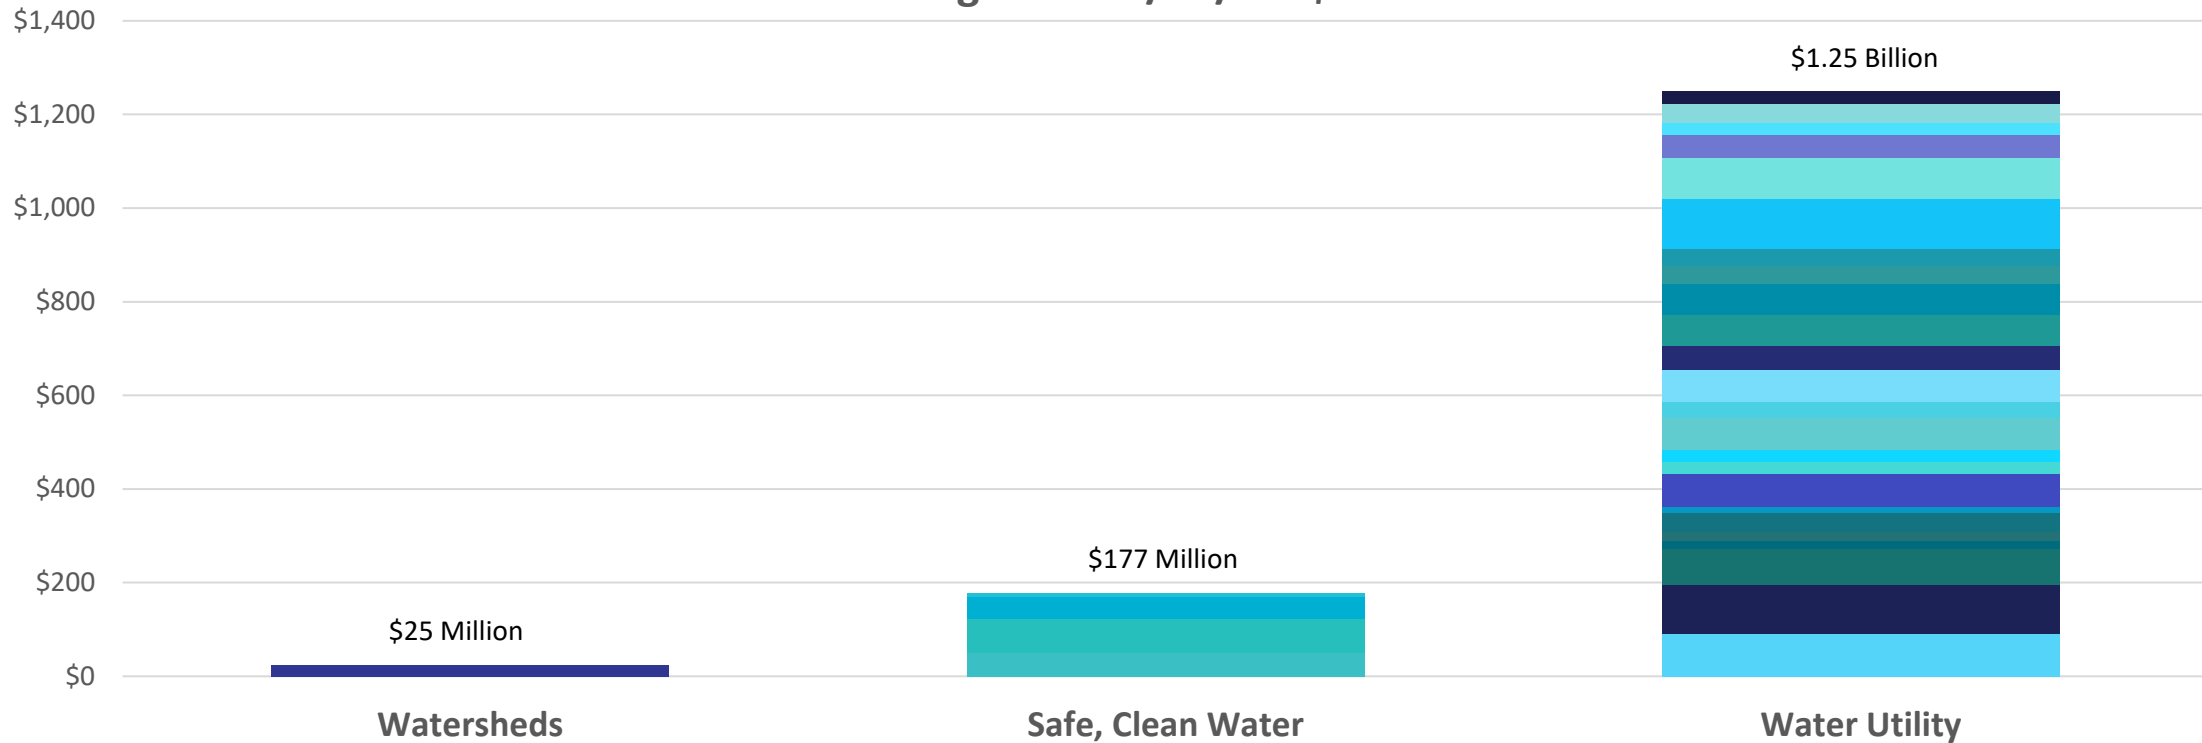 $1,400
$1,200
$1,000
$800
$600
$400
$200
$0
$1.25 Billion
$177 Million
$25 Million
Watersheds
Safe, Clean Water
Water Utility